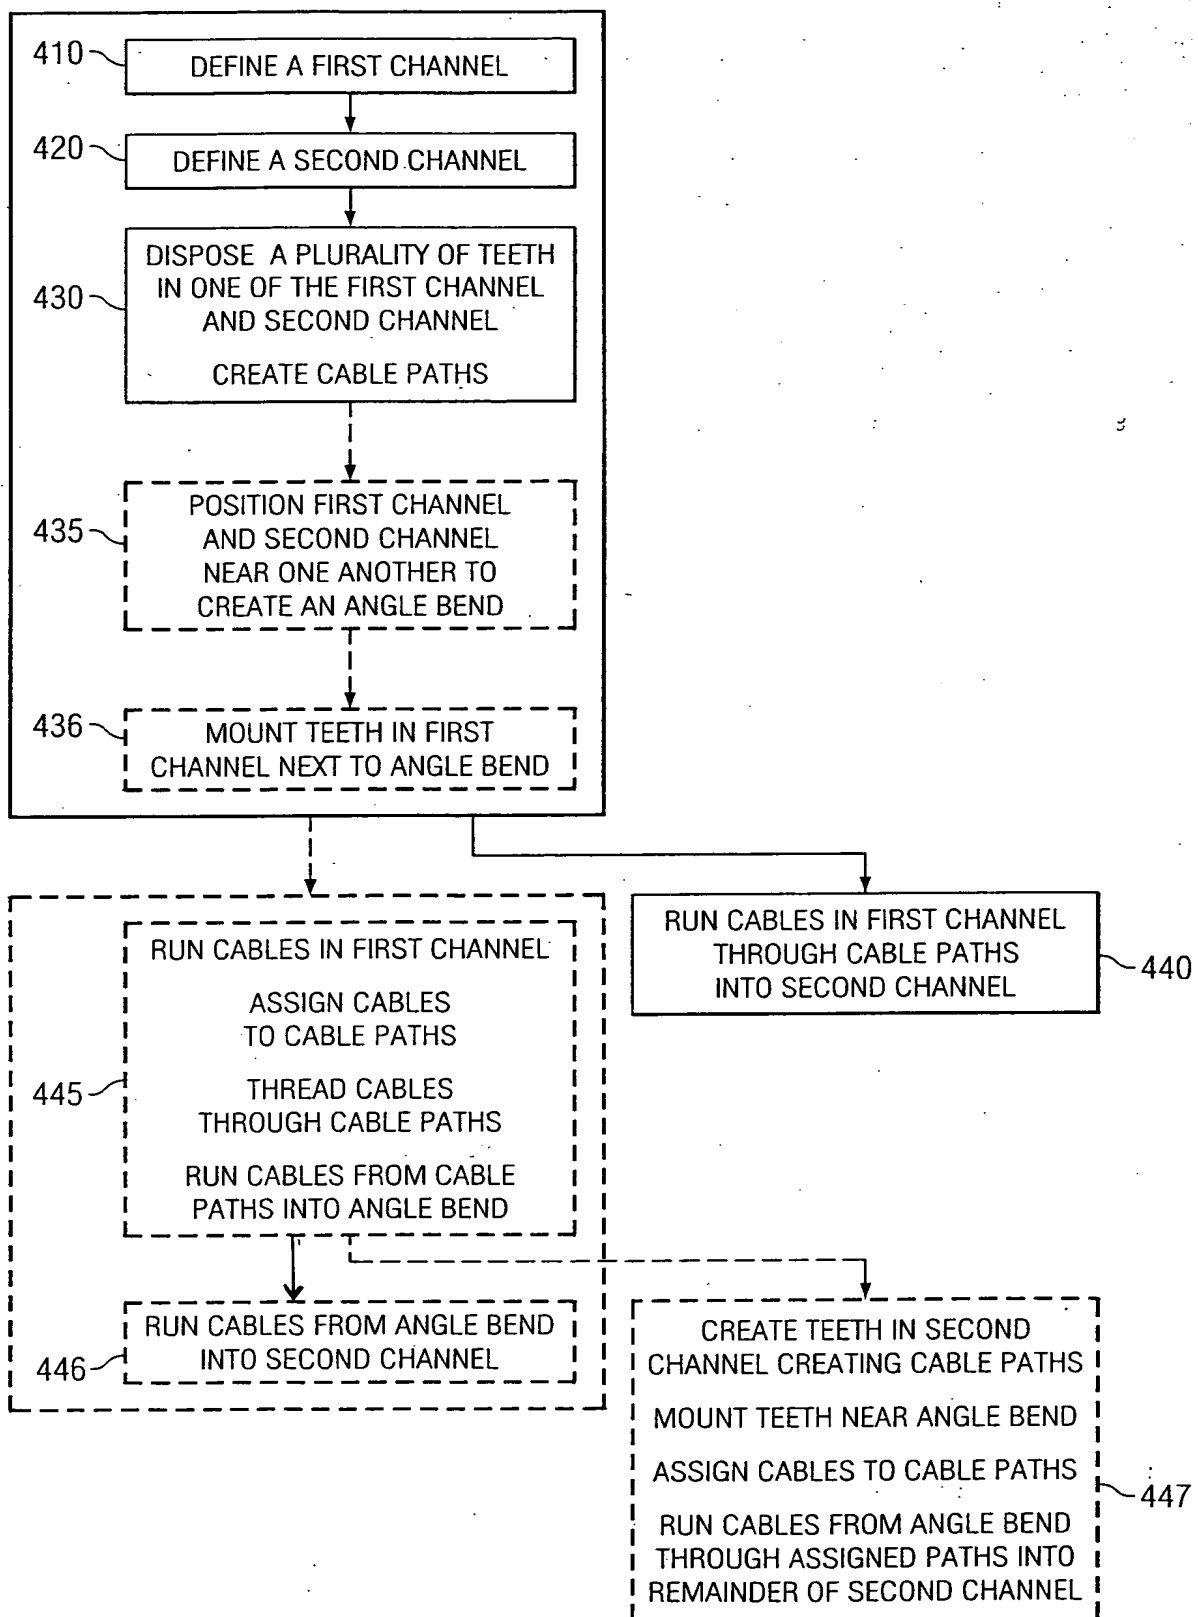 410
DEFINE A FIRST CHANNEL
420
DEFINE A SECOND CHANNEL
430
DISPOSE A PLURALITY OF TEETH
IN ONE OF THE FIRST CHANNEL
AND SECOND CHANNEL
CREATE CABLE PATHS
435
POSITION FIRST CHANNEL
AND SECOND CHANNEL
NEAR ONE ANOTHER TO
CREATE AN ANGLE BEND
436
MOUNT TEETH IN FIRST
CHANNEL NEXT TO ANGLE BEND
RUN CABLES IN FIRST CHANNEL
THROUGH CABLE PATHS
INTO SECOND CHANNEL
440
445
RUN CABLES IN FIRST CHANNEL
ASSIGN CABLES
TO CABLE PATHS
THREAD CABLES
THROUGH CABLE PATHS
RUN CABLES FROM CABLE
PATHS INTO ANGLE BEND
446
RUN CABLES FROM ANGLE BEND
INTO SECOND CHANNEL
CREATE TEETH IN SECOND
CHANNEL CREATING CABLE PATHS
MOUNT TEETH NEAR ANGLE BEND
ASSIGN CABLES TO CABLE PATHS
RUN CABLES FROM ANGLE BEND
THROUGH ASSIGNED PATHS INTO
REMAINDER OF SECOND CHANNEL
447